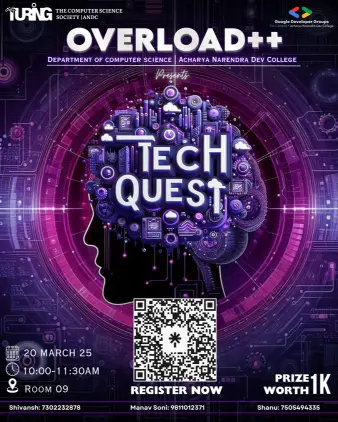 TURING THE COMPUTER SCIENCE
SOCIETY | ANDC
Google Developer Groups
OVERLOAD++
DEPARTMENT OF COMPUTER SCIENCE | ACHARYA NARENDRA DEV COLLEGE
Presents
TECH
QUEST
20 MARCH 25
10:00-11:30AM
ROOM 09
REGISTER NOW
PRIZE
WORTH 1K
Shivansh: 7302232878 Manav Soni: 9811012371 Shanu: 7505494335